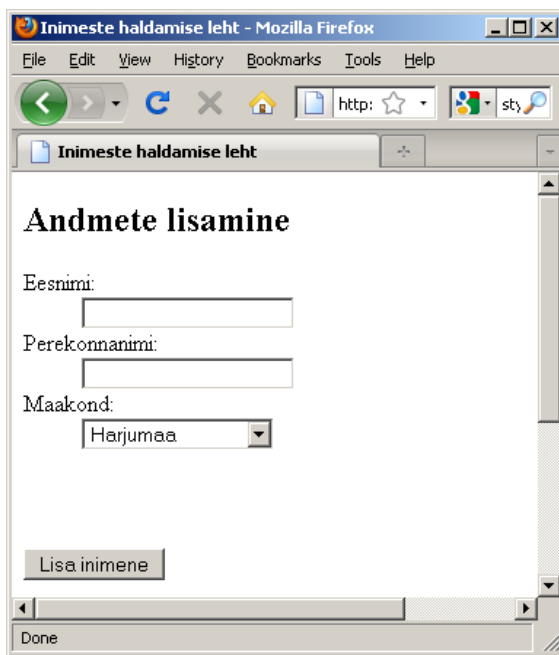 Inimeste haldamise leht - Mozilla Firefox
File Edit View History Bookmarks Tools Help
http: sty
Inimeste haldamise leht
Andmete lisamine
Eesnimi:
Perekonnanimi:
Maakond:
Harjumaa
Lisa inimene
Done